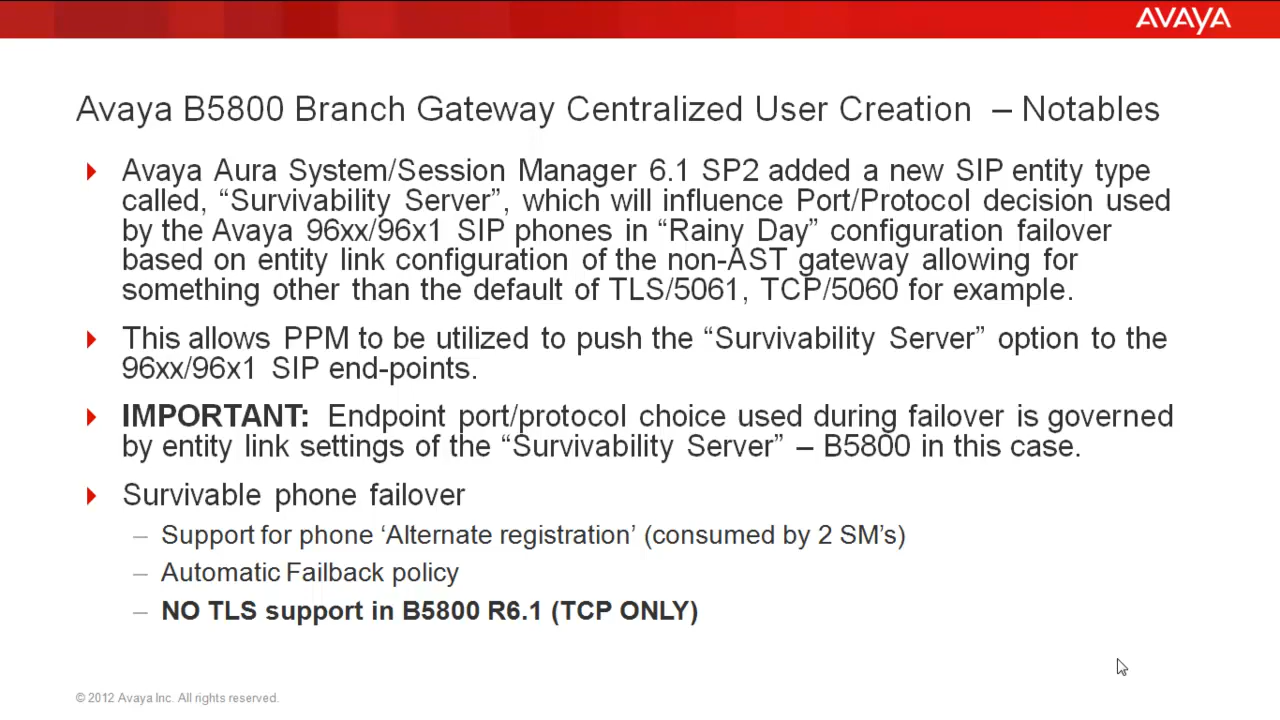 AVAYA
Avaya B5800 Branch Gateway Centralized User Creation – Notables
Avaya Aura System/Session Manager 6.1 SP2 added a new SIP entity type
called, “Survivability Server”, which will influence Port/Protocol decision used
by the Avaya 96xx/96x1 SIP phones in “Rainy Day” configuration failover
based on entity link configuration of the non-AST gateway allowing for
something other than the default of TLS/5061, TCP/5060 for example.
This allows PPM to be utilized to push the “Survivability Server” option to the
96xx/96x1 SIP end-points.
IMPORTANT: Endpoint port/protocol choice used during failover is governed
by entity link settings of the “Survivability Server” – B5800 in this case.
Survivable phone failover
– Support for phone ‘Alternate registration’ (consumed by 2 SM’s)
– Automatic Failback policy
– NO TLS support in B5800 R6.1 (TCP ONLY)
© 2012 Avaya Inc. All rights reserved.